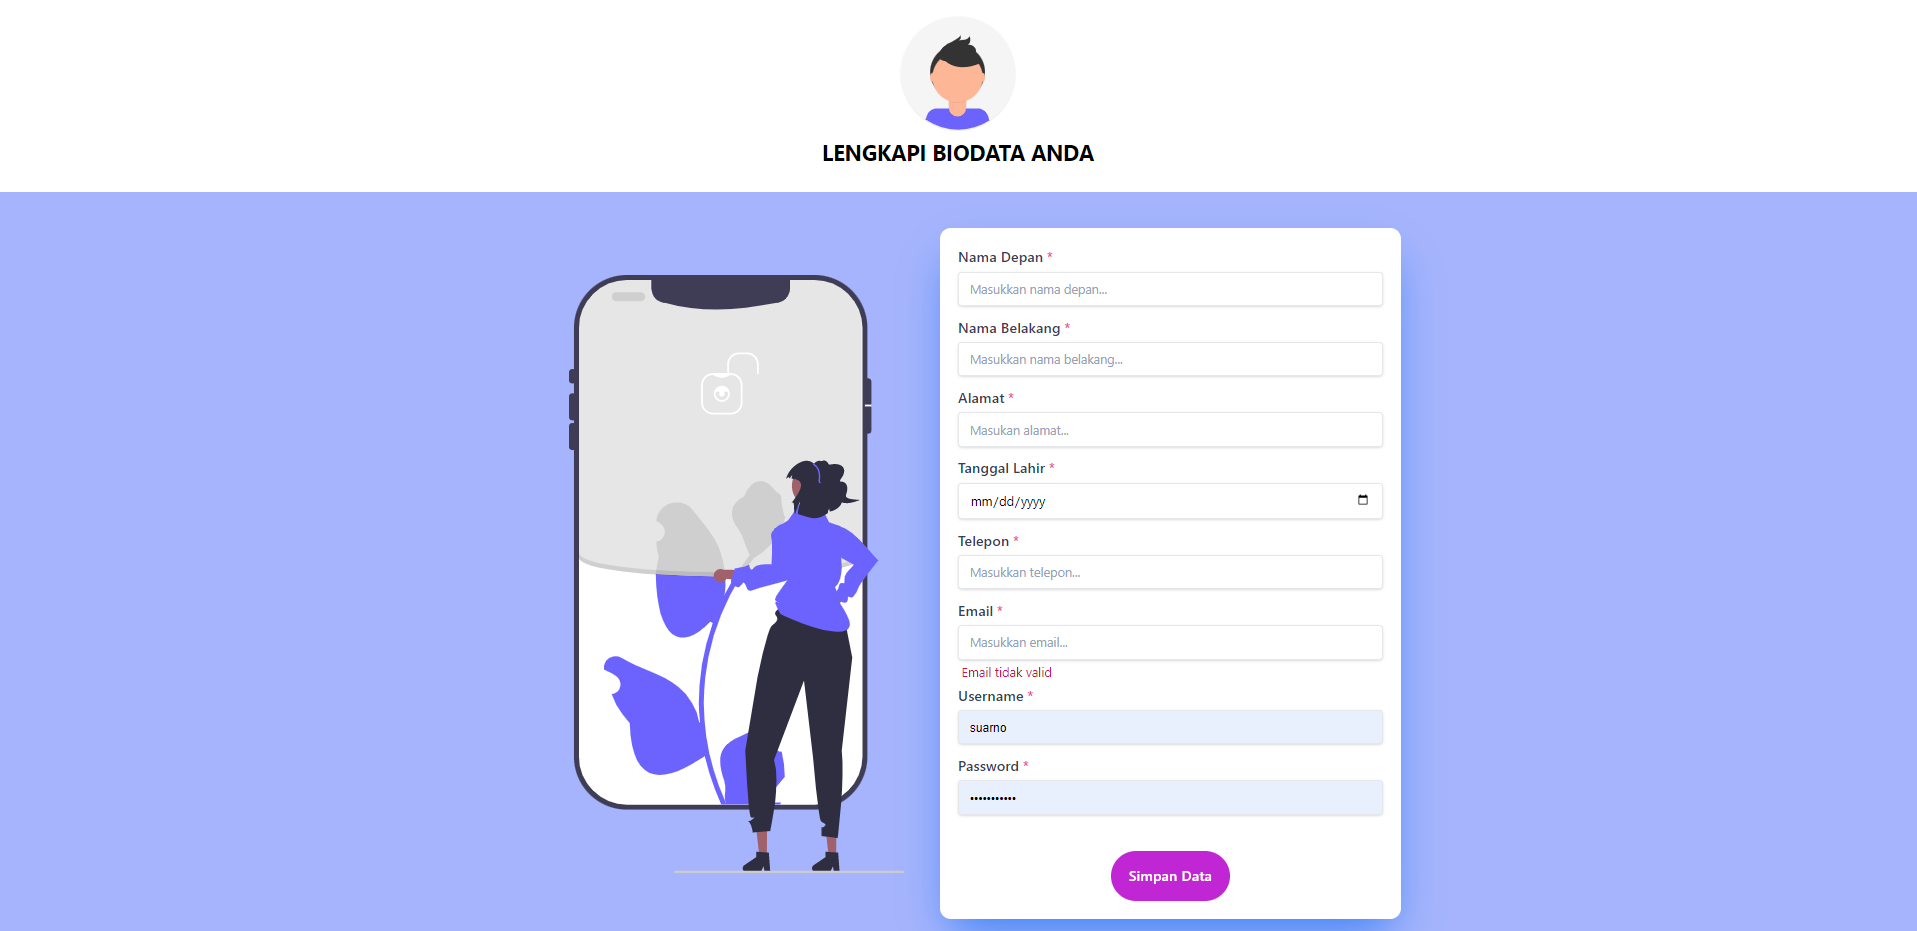 LENGKAPI BIODATA ANDA
Nama Depan *
Masukkan nama depan...
Nama Belakang *
Masukkan nama belakang...
Alamat *
Masukan alamat...
Tanggal Lahir *
mm/dd/yyyy
Telepon *
Masukkan telepon...
Email *
Masukkan email...
Email tidak valid
Username *
suarno
Password *
•••••••••••
Simpan Data